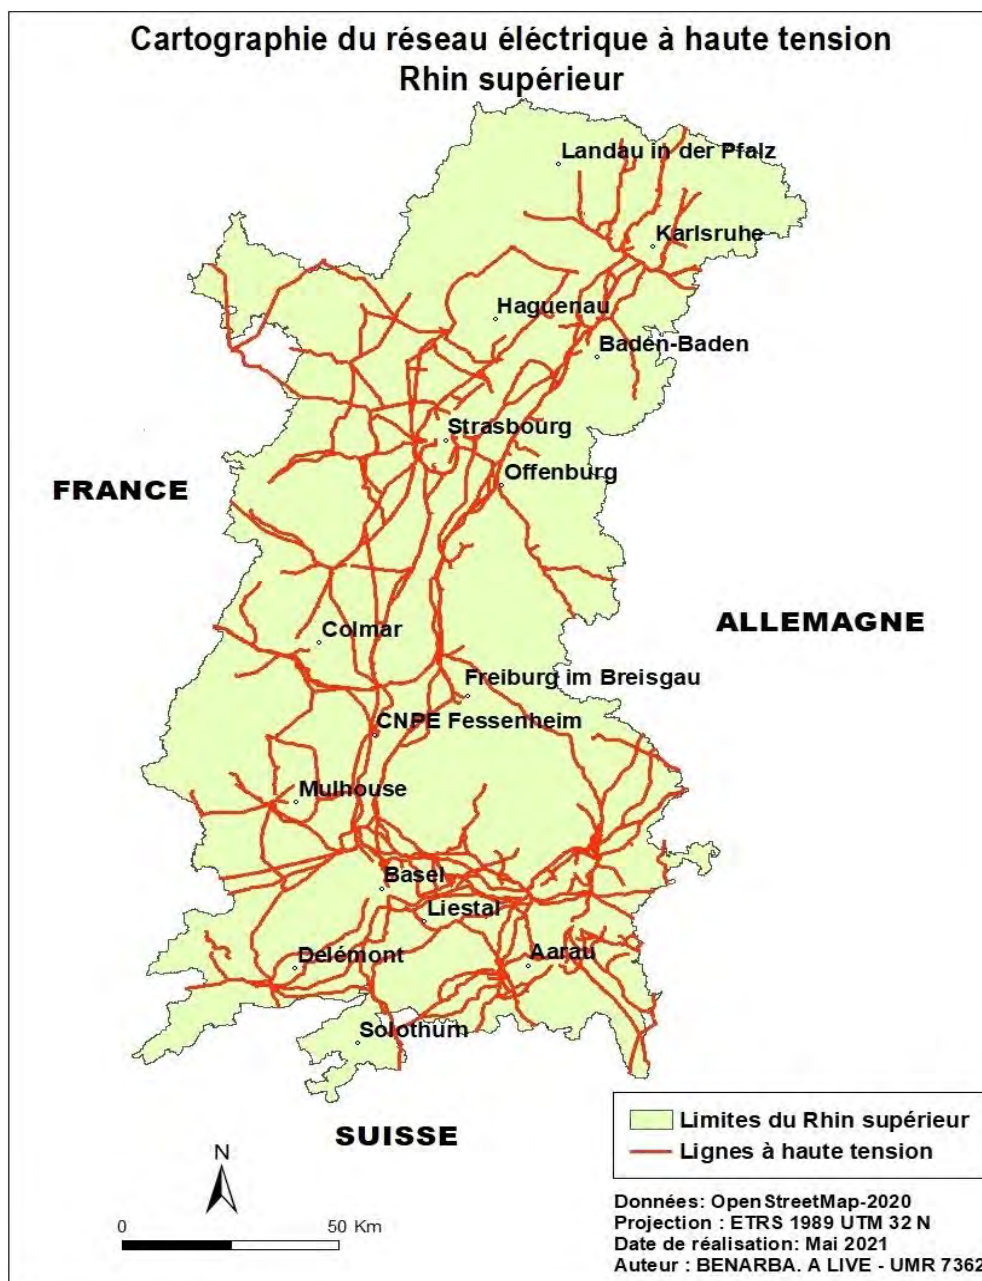 Cartographie du réseau éléctrique à haute tension
Rhin supérieur
Landau in der Pfalz
Karlsruhe
Haguenau
Baden-Baden
Strasbourg
Offenburg
FRANCE
ALLEMAGNE
Colmar
Freiburg im Breisgau
CNPE Fessenheim
Mulhouse
Basel
Liestal
Delémont
Aarau
Solothurn
SUISSE
N
0 50 Km
Limites du Rhin supérieur
Lignes à haute tension
Données: OpenStreetMap-2020
Projection : ETRS 1989 UTM 32 N
Date de réalisation: Mai 2021
Auteur : BENARBA. A LIVE - UMR 7362